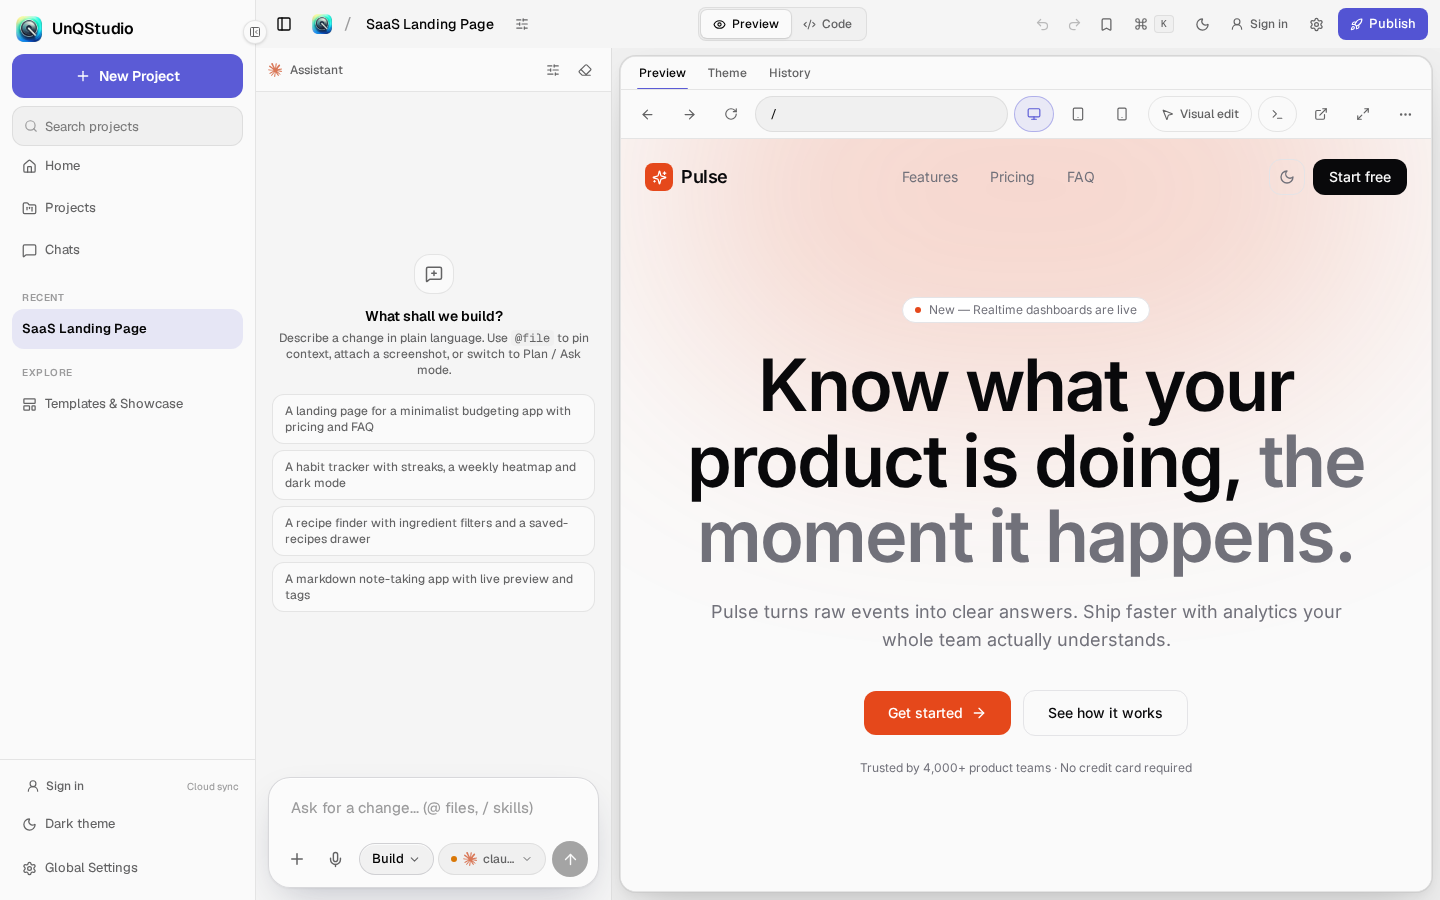 UnQStudio
New Project
Search projects
Home
Projects
Chats
RECENT
SaaS Landing Page
EXPLORE
Templates & Showcase
Sign in
Cloud sync
Dark theme
Global Settings
/
SaaS Landing Page
Preview
Code
⌘
K
Sign in
Publish
Assistant
What shall we build?
Describe a change in plain language. Use @file to pin
context, attach a screenshot, or switch to Plan / Ask
mode.
A landing page for a minimalist budgeting app with
pricing and FAQ
A habit tracker with streaks, a weekly heatmap and
dark mode
A recipe finder with ingredient filters and a saved-
recipes drawer
A markdown note-taking app with live preview and
tags
Ask for a change... (@ files, / skills)
Build
clau...
Preview
Theme
History
/
Visual edit
Pulse
Features
Pricing
FAQ
Start free
New — Realtime dashboards are live
Know what your
product is doing, the
moment it happens.
Pulse turns raw events into clear answers. Ship faster with analytics your
whole team actually understands.
Get started
See how it works
Trusted by 4,000+ product teams · No credit card required